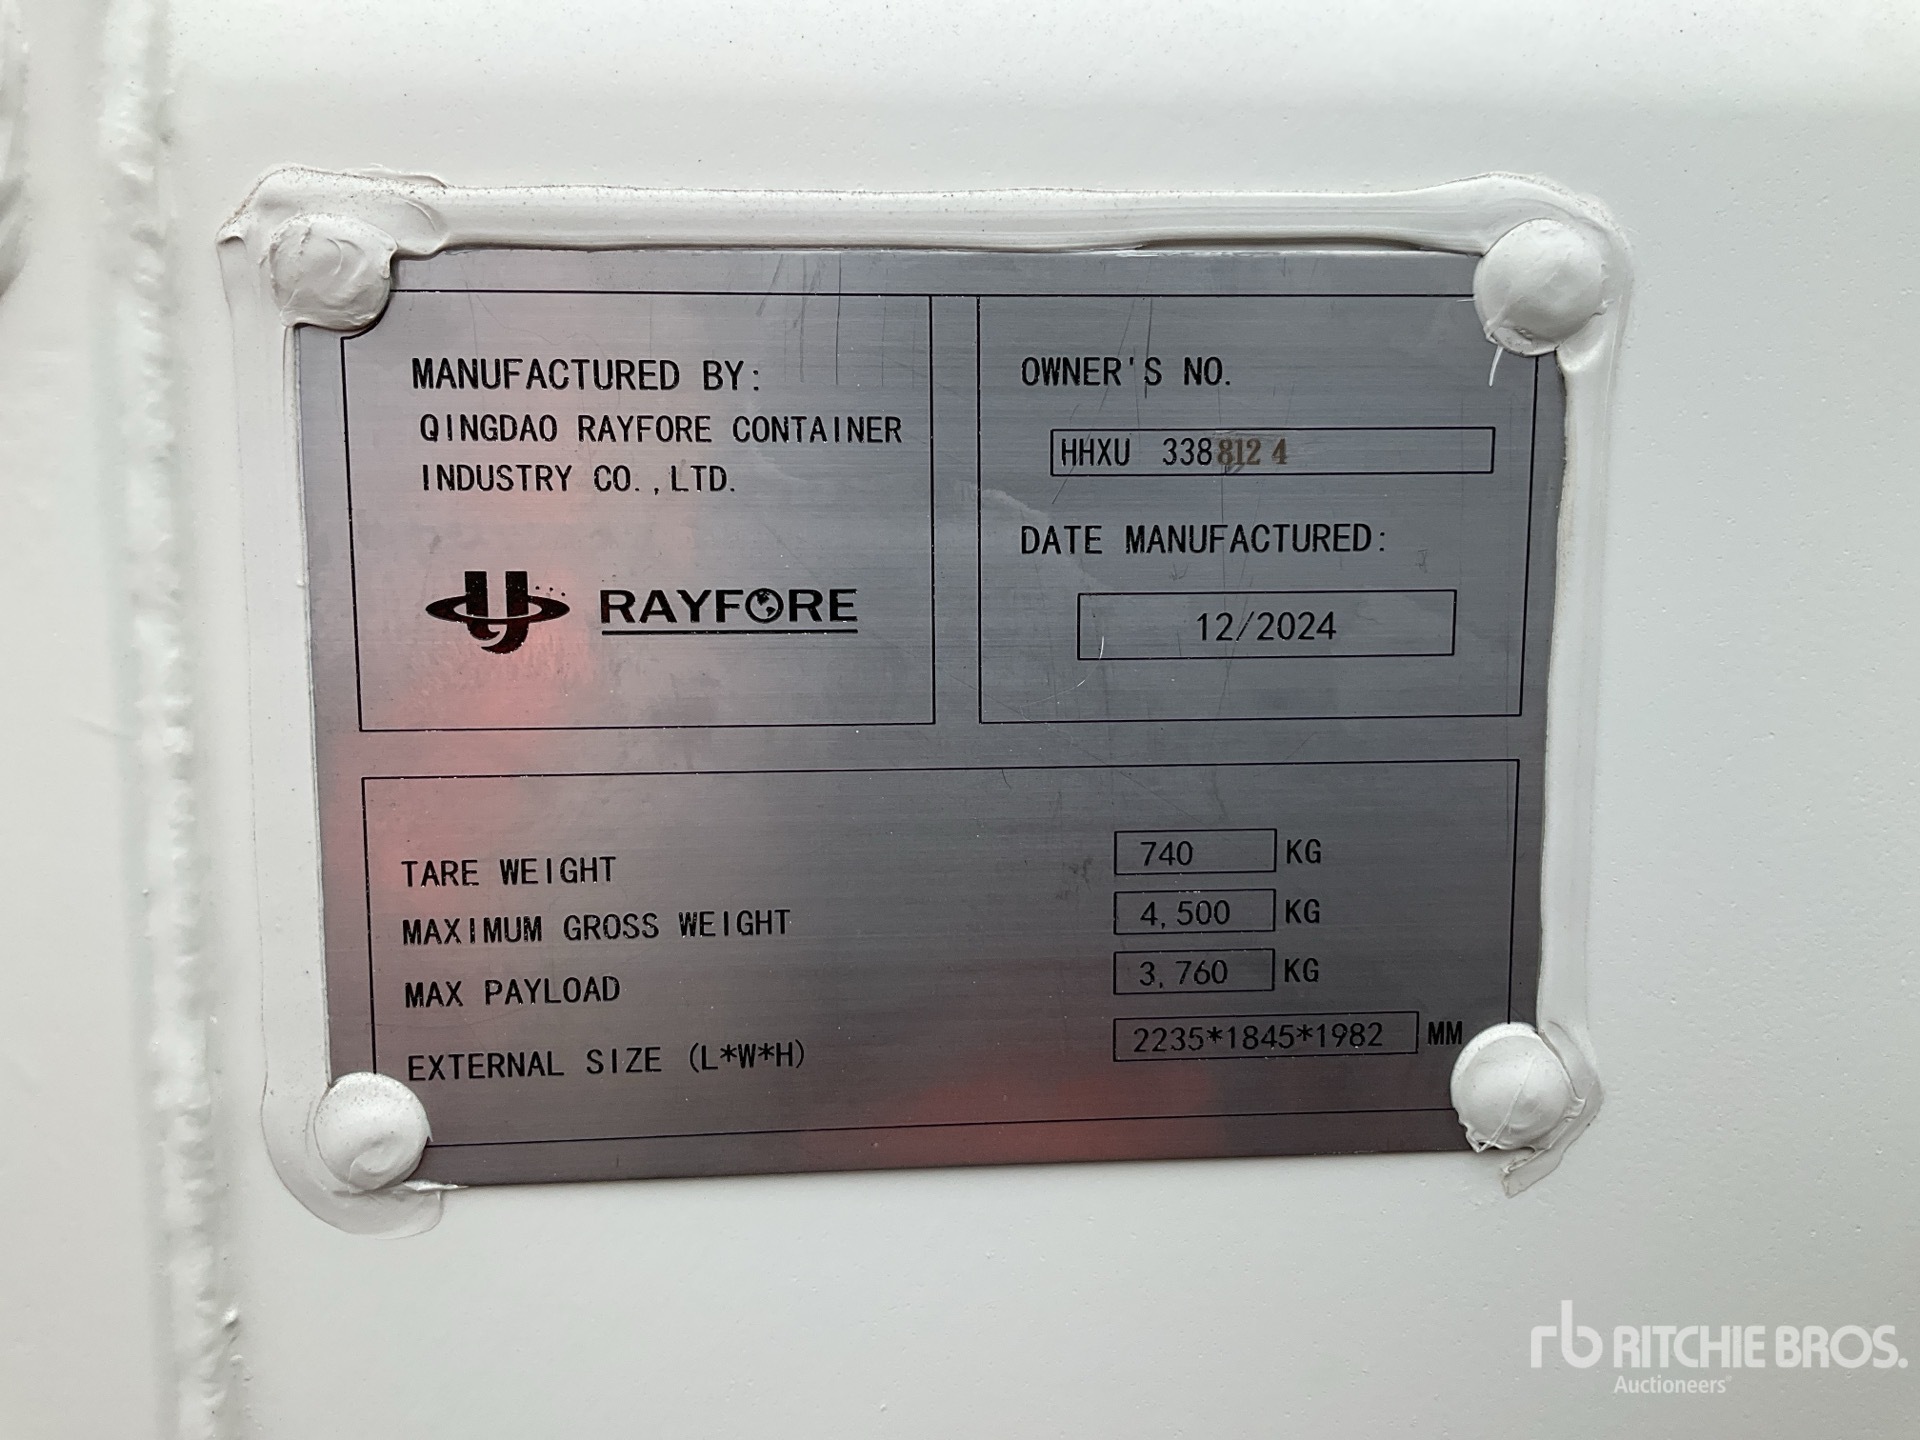 MANUFACTURED BY:
QINGDAO RAYFORE CONTAINER
INDUSTRY CO.,LTD.
RAYFORE
OWNER'S NO.
HHXU 338812 4
DATE MANUFACTURED:
12/2024
TARE WEIGHT 740 KG
MAXIMUM GROSS WEIGHT 4,500 KG
MAX PAYLOAD 3,760 KG
EXTERNAL SIZE (L*W*H) 2235*1845*1982 MM
rb RITCHIE BROS.
Auctioneers